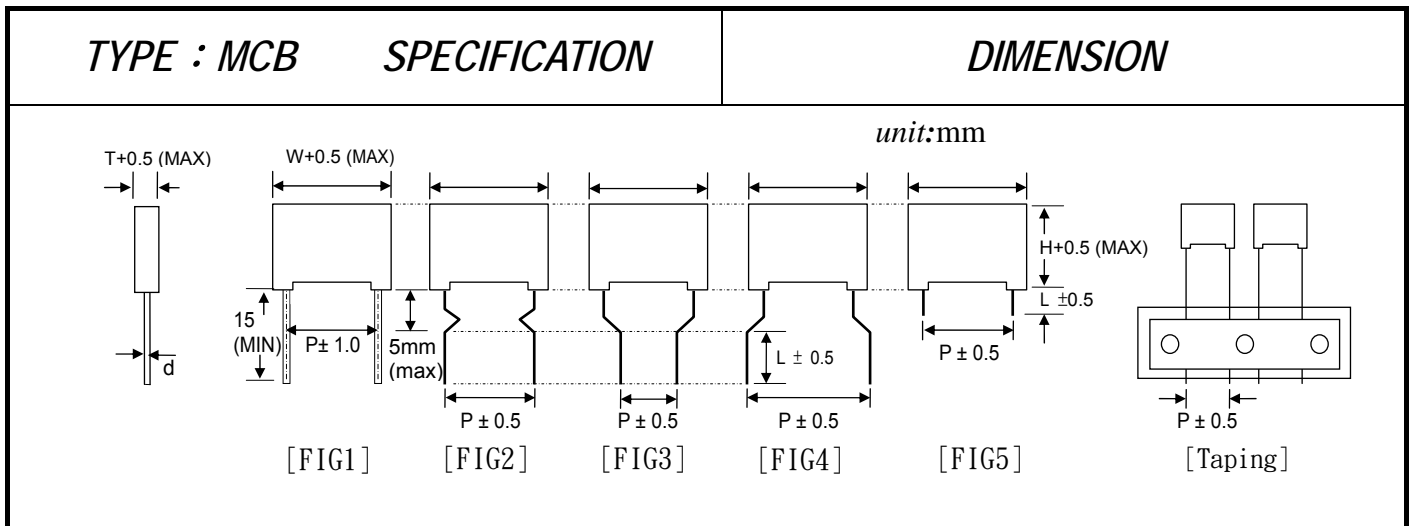 TYPE：MCB SPECIFICATION
DIMENSION
unit:mm
T+0.5 (MAX)
W+0.5 (MAX)
H+0.5 (MAX)
L ±0.5
15
(MIN)
d
P± 1.0
5mm
(max)
L ± 0.5
P ± 0.5
P ± 0.5
P ± 0.5
P ± 0.5
P ± 0.5
[FIG1]
[FIG2]
[FIG3]
[FIG4]
[FIG5]
[Taping]